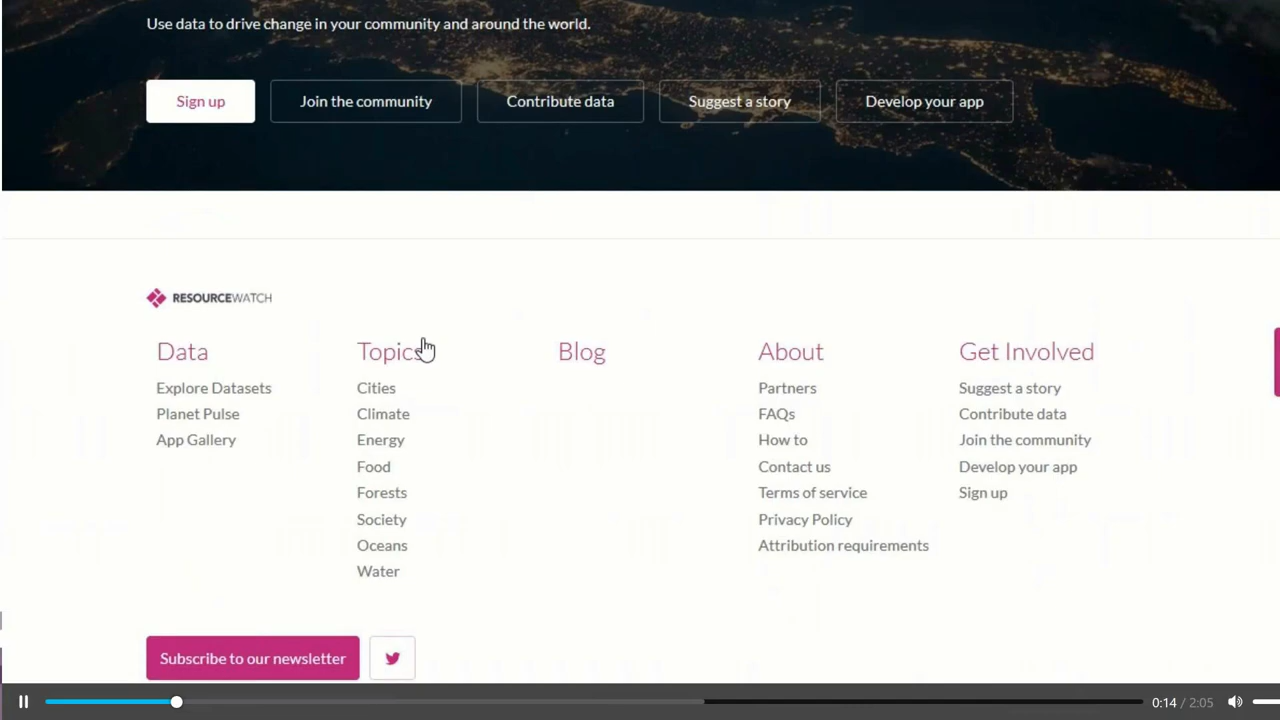 Use data to drive change in your community and around the world.
Sign up
Join the community
Contribute data
Suggest a story
Develop your app
RESOURCEWATCH
Data
Explore Datasets
Planet Pulse
App Gallery
Topics
Cities
Climate
Energy
Food
Forests
Society
Oceans
Water
Blog
About
Partners
FAQs
How to
Contact us
Terms of service
Privacy Policy
Attribution requirements
Get Involved
Suggest a story
Contribute data
Join the community
Develop your app
Sign up
Subscribe to our newsletter
0:14 / 2:05